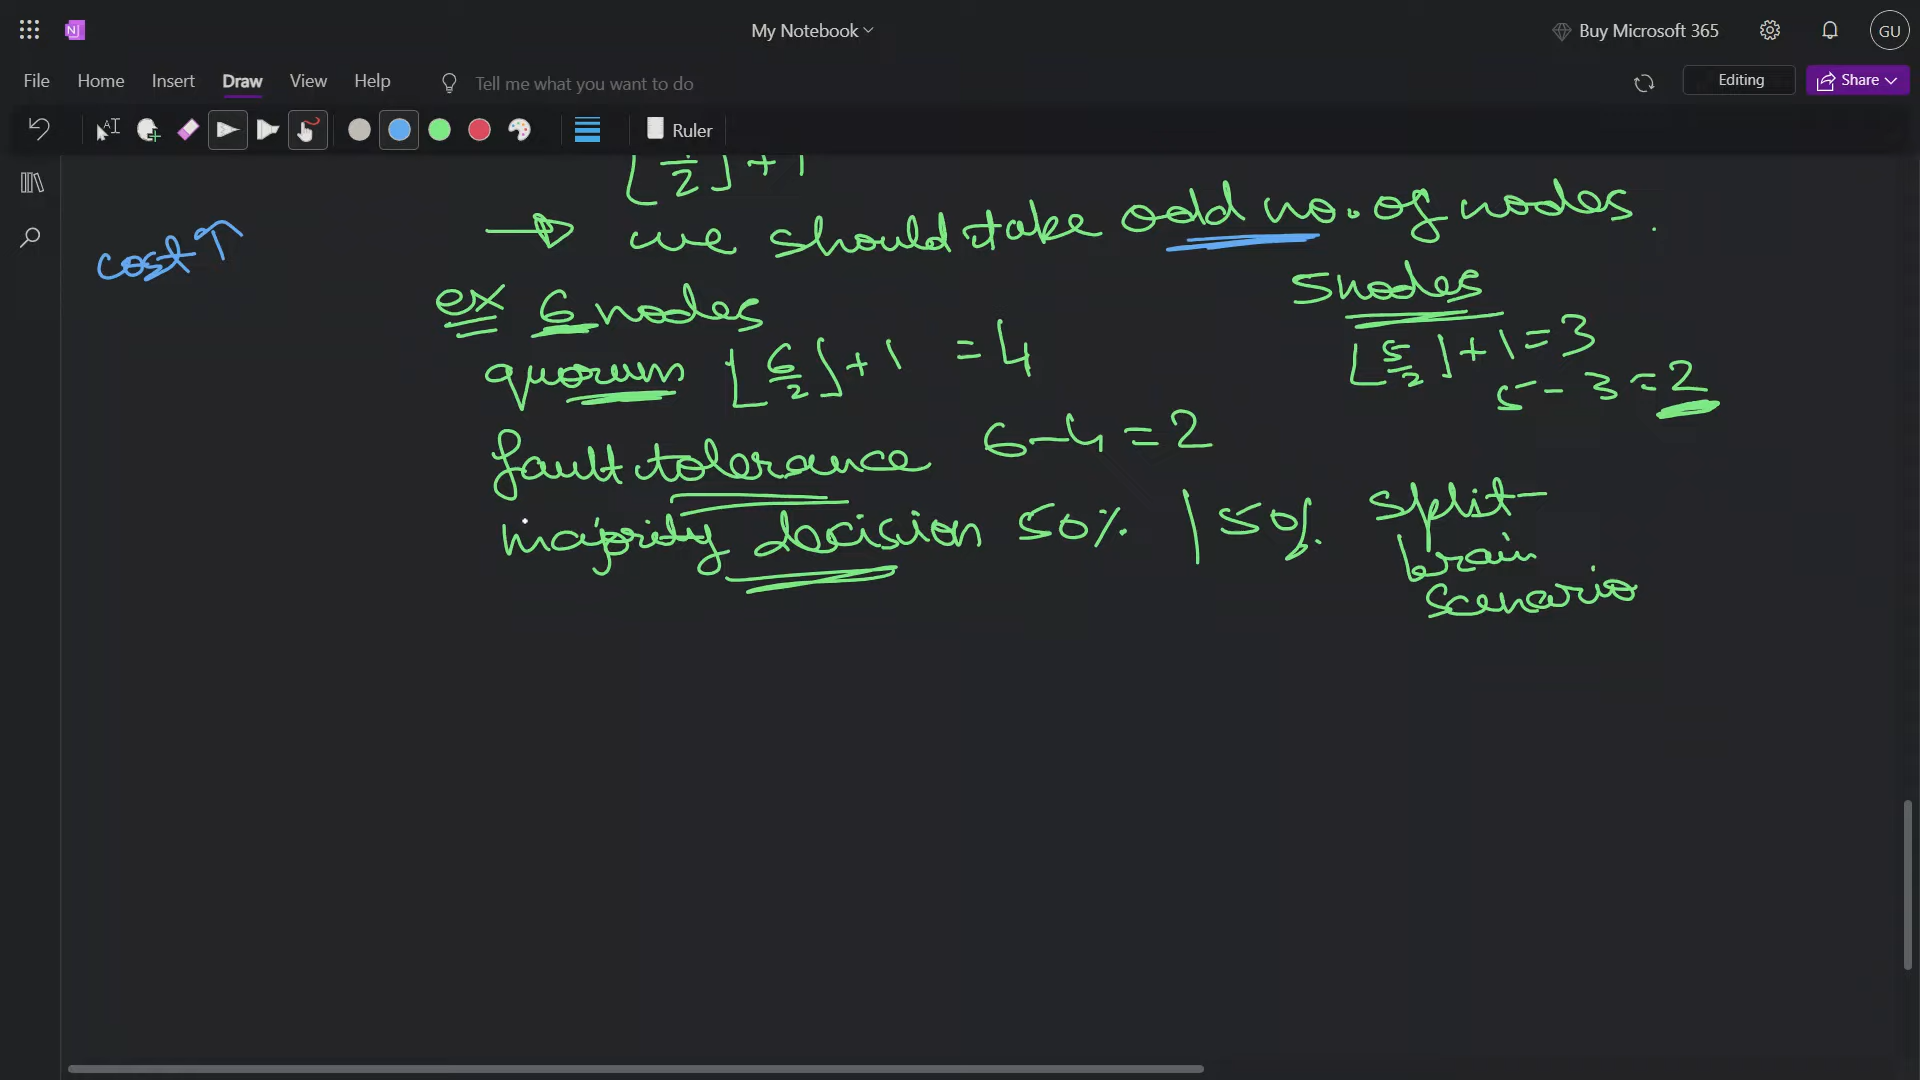 My Notebook
Buy Microsoft 365
GU
File Home Insert Draw View Help Tell me what you want to do
Editing Share
Ruler
2 ⌋ + 1
→ we should take odd no. of nodes.
cost ↑
ex 6 nodes
quorum ⌊6/2⌋ + 1 = 4
fault tolerance 6 - 4 = 2
majority decision 50% | 50%.
5 nodes
⌊5/2⌋ + 1 = 3
5 - 3 = 2
split-
brain
scenario